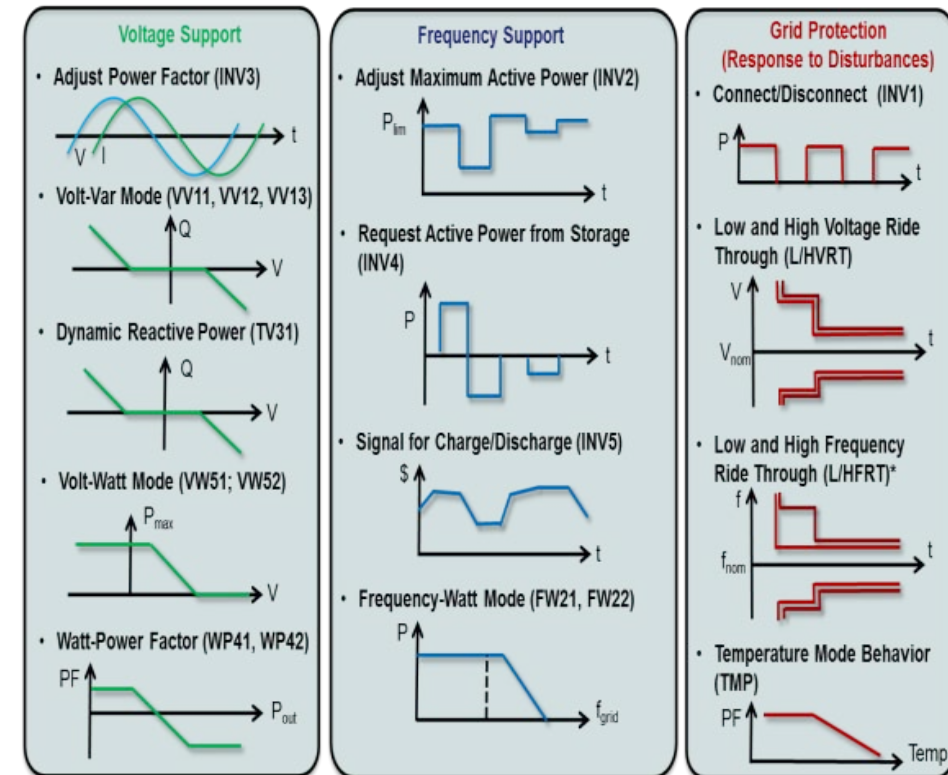 Voltage Support
• Adjust Power Factor (INV3)
V I
t
• Volt-Var Mode (VV11, VV12, VV13)
Q
V
• Dynamic Reactive Power (TV31)
Q
V
• Volt-Watt Mode (VW51; VW52)
Pmax
V
• Watt-Power Factor (WP41, WP42)
PF
Pout
Frequency Support
• Adjust Maximum Active Power (INV2)
Plim
t
• Request Active Power from Storage
(INV4)
P
t
• Signal for Charge/Discharge (INV5)
$
t
• Frequency-Watt Mode (FW21, FW22)
P
fgrid
Grid Protection
(Response to Disturbances)
• Connect/Disconnect (INV1)
P
t
• Low and High Voltage Ride
Through (L/HVRT)
V
t
Vnom
• Low and High Frequency
Ride Through (L/HFRT)*
f
t
fnom
• Temperature Mode Behavior
(TMP)
PF
Temp